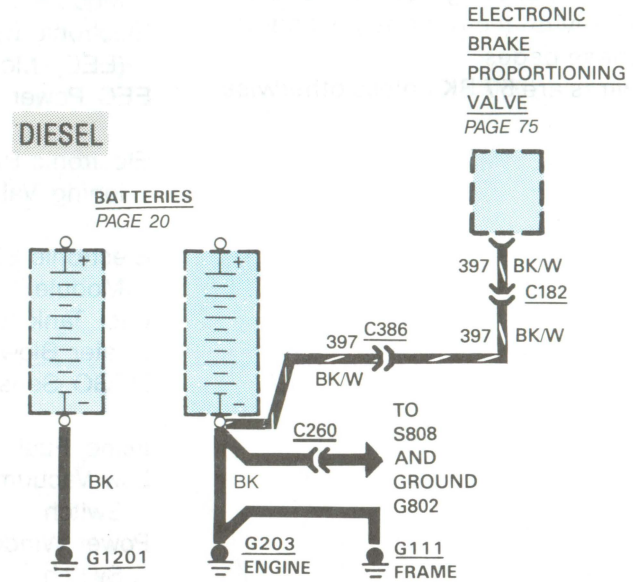 ELECTRONIC
BRAKE
PROPORTIONING
VALVE
PAGE 75
DIESEL
BATTERIES
PAGE 20
+
+
397 BK/W
C182
397 C386
397 BK/W
BK/W
-
-
TO
S808
AND
GROUND
G802
C260
BK
BK
G1201
G203
ENGINE
G111
FRAME